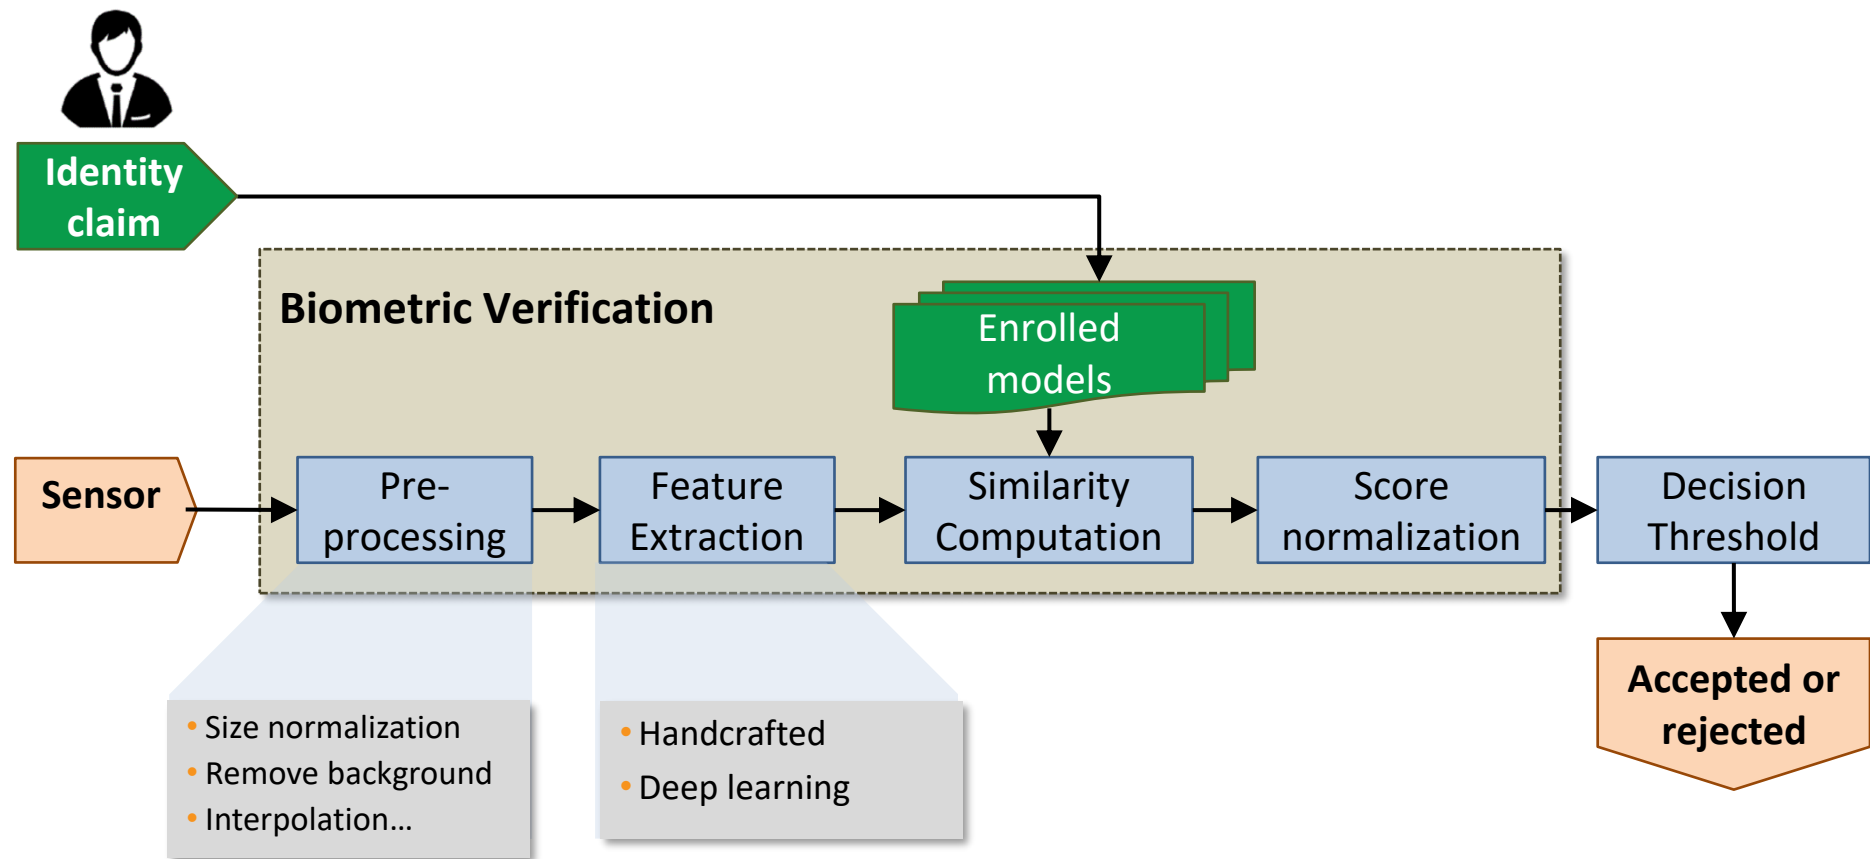 Identity
claim
Biometric Verification
Enrolled
models
Sensor
Pre-
processing
Feature
Extraction
Similarity
Computation
Score
normalization
Decision
Threshold
Accepted or
rejected
• Size normalization
• Remove background
• Interpolation...
• Handcrafted
• Deep learning